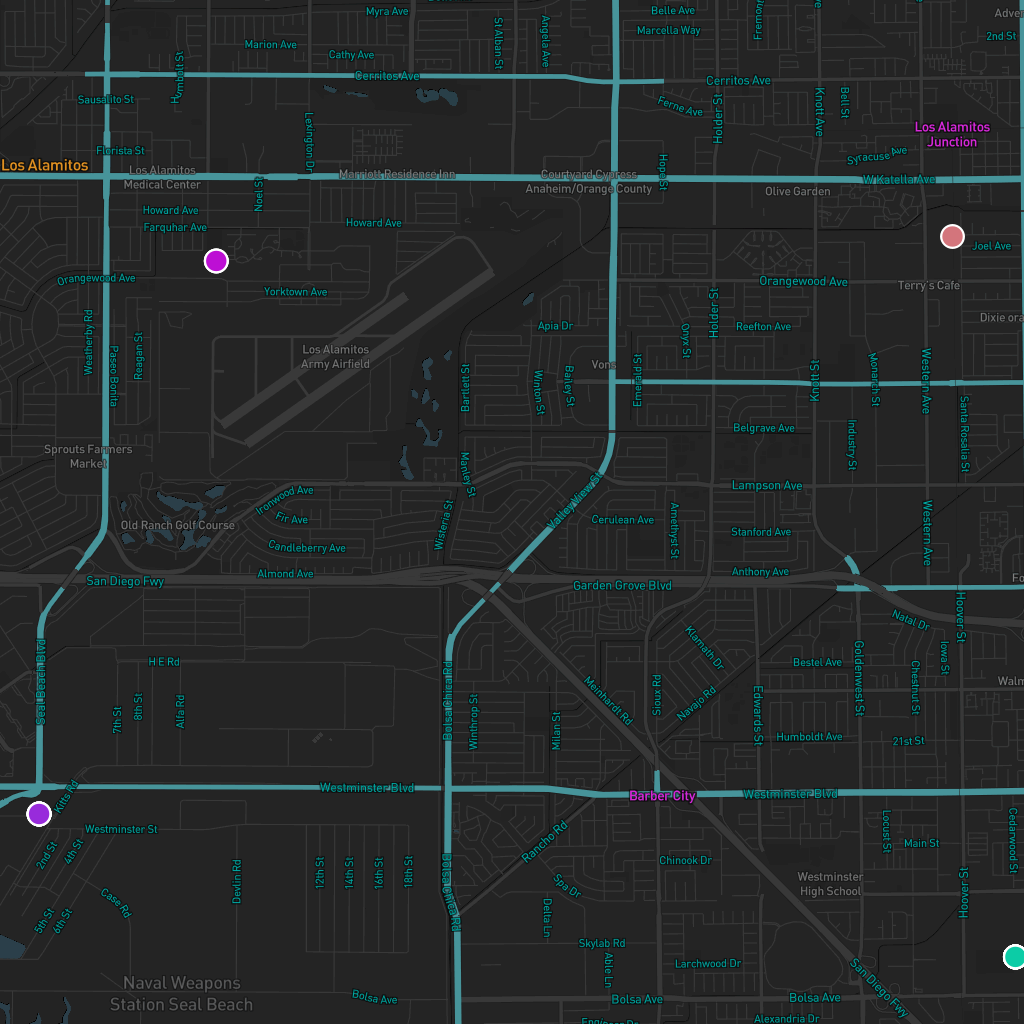 Myra Ave
Belle Ave
Fremont
Adver
Marcella Way
2nd St
St Alban St
Angela Ave
Marion Ave
Cathy Ave
Cerritos Ave
Cerritos Ave
Humbolt St
Sausalito St
Ferne Ave
Holder St
Knott Ave
Bell St
Lexington Dr
Los Alamitos
Junction
Florista St
Syracuse Ave
Los Alamitos
Los Alamitos
Medical Center
Marriott Residence Inn
Courtyard Cypress
Anaheim/Orange County
Hope St
W Katella Ave
Olive Garden
Noel St
Howard Ave
Farquhar Ave
Howard Ave
Joel Ave
Orangewood Ave
Orangewood Ave
Terry's Cafe
Yorktown Ave
Holder St
Dixie ora
Weatherby Rd
Paseo Bonita
Reagan St
Apia Dr
Onyx St
Reefton Ave
Los Alamitos
Army Airfield
Vons
Bartlett St
Winton St
Bailey St
Emerald St
Knott St
Monarch St
Western Ave
Santa Rosalia St
Belgrave Ave
Industry St
Sprouts Farmers
Market
Manley St
Lampson Ave
Valley View St
Ironwood Ave
Fir Ave
Old Ranch Golf Course
Wisteria St
Cerulean Ave
Amethyst St
Stanford Ave
Western Ave
Candleberry Ave
Almond Ave
San Diego Fwy
Garden Grove Blvd
Anthony Ave
Fo
Hoover St
Natal Dr
Seal Beach Blvd
H E Rd
Klamath Dr
Bestel Ave
Goldenwest St
Iowa St
Chestnut St
Walm
7th St
8th St
Alfa Rd
Bolsa Chica Rd
Winthrop St
Milan St
Meinhardt Rd
Sioux Rd
Navajo Rd
Edwards St
Humboldt Ave
21st St
Westminster Blvd
Barber City
Westminster Blvd
Kitts Rd
Westminster St
Rancho Rd
Locust St
Main St
Cedarwood St
2nd St
4th St
Devlin Rd
12th St
14th St
16th St
18th St
Bolsa Chica Rd
Chinook Dr
Westminster
High School
Spa Dr
Case Rd
5th St
6th St
Delta Ln
Hoover St
Skylab Rd
Able Ln
Larchwood Dr
San Diego Fwy
Naval Weapons
Station Seal Beach
Bolsa Ave
Bolsa Ave
Bolsa Ave
Alexandria Dr